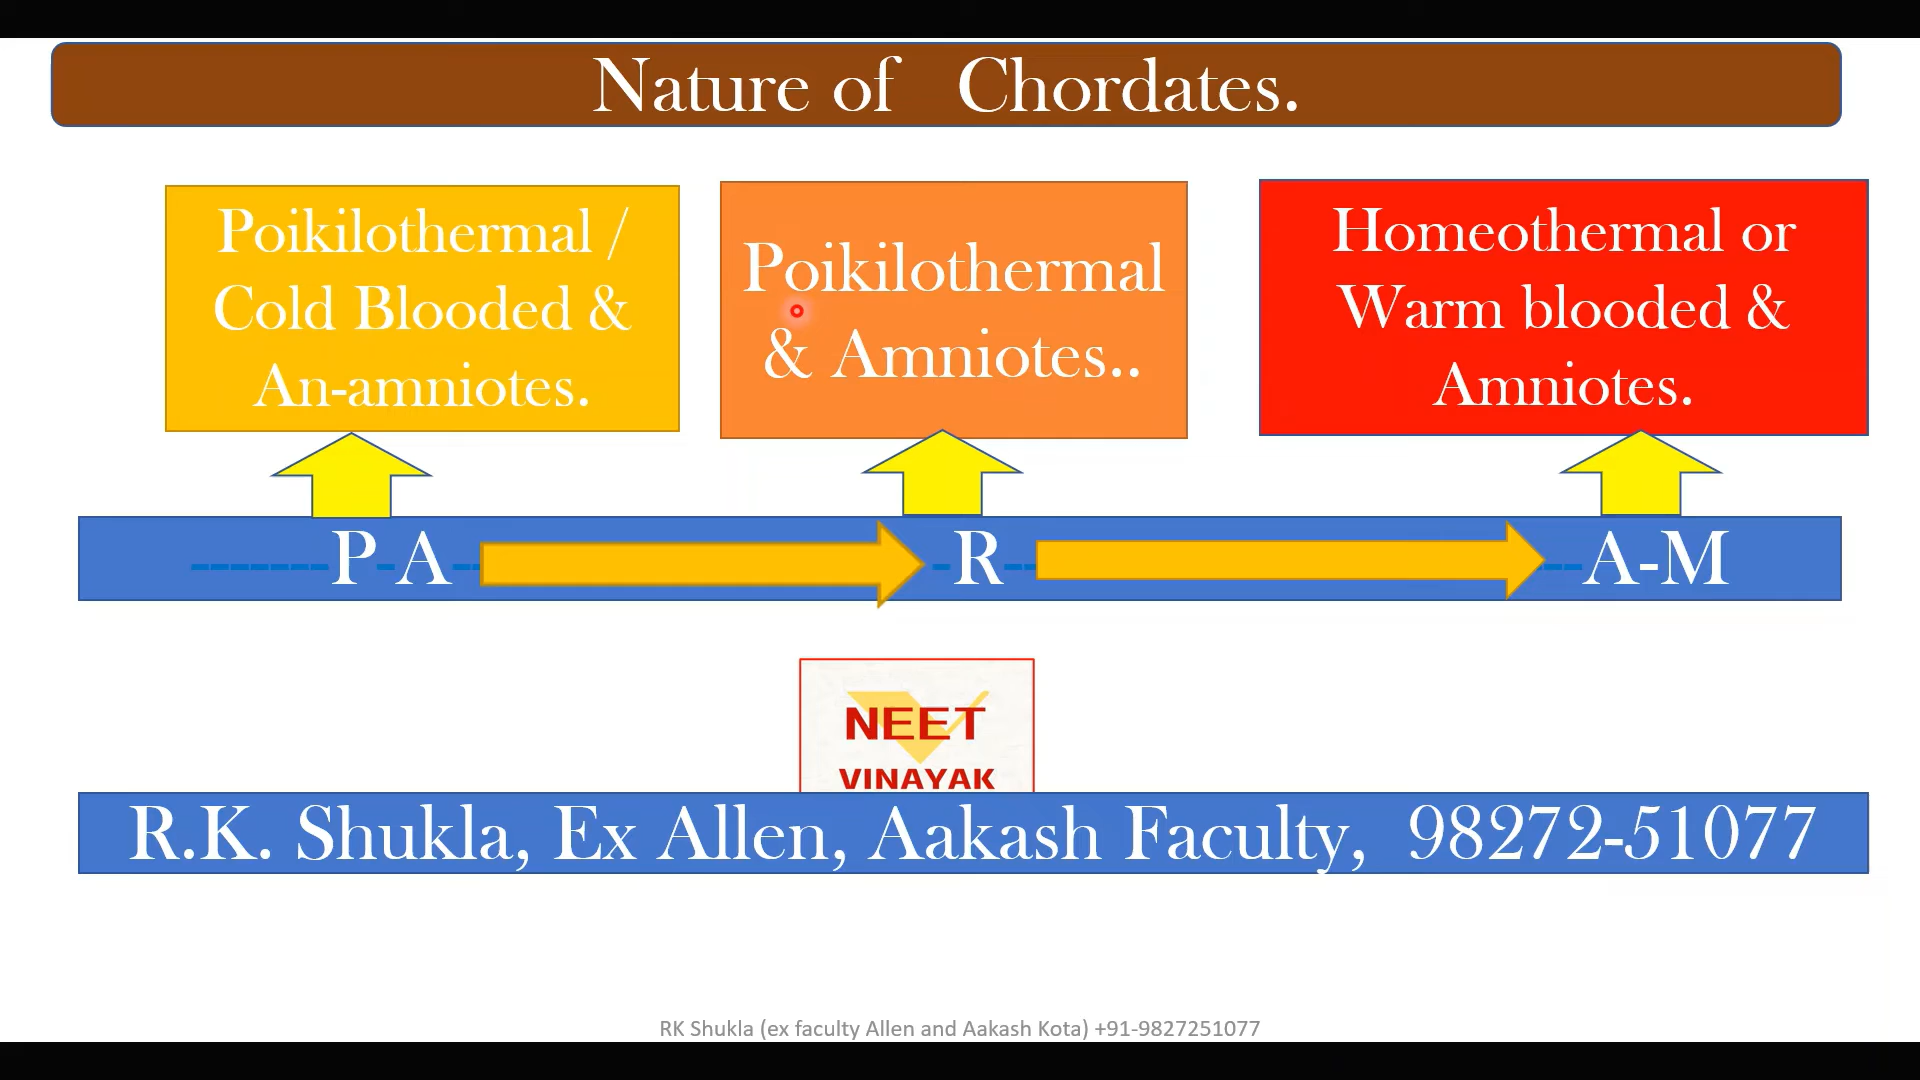 Nature of Chordates.
Poikilothermal /
Cold Blooded &
An-amniotes.
Poikilothermal
& Amniotes..
Homeothermal or
Warm blooded &
Amniotes.
-------P-A-- -R-- --A-M
NEET
VINAYAK
R.K. Shukla, Ex Allen, Aakash Faculty, 98272-51077
RK Shukla (ex faculty Allen and Aakash Kota) +91-9827251077